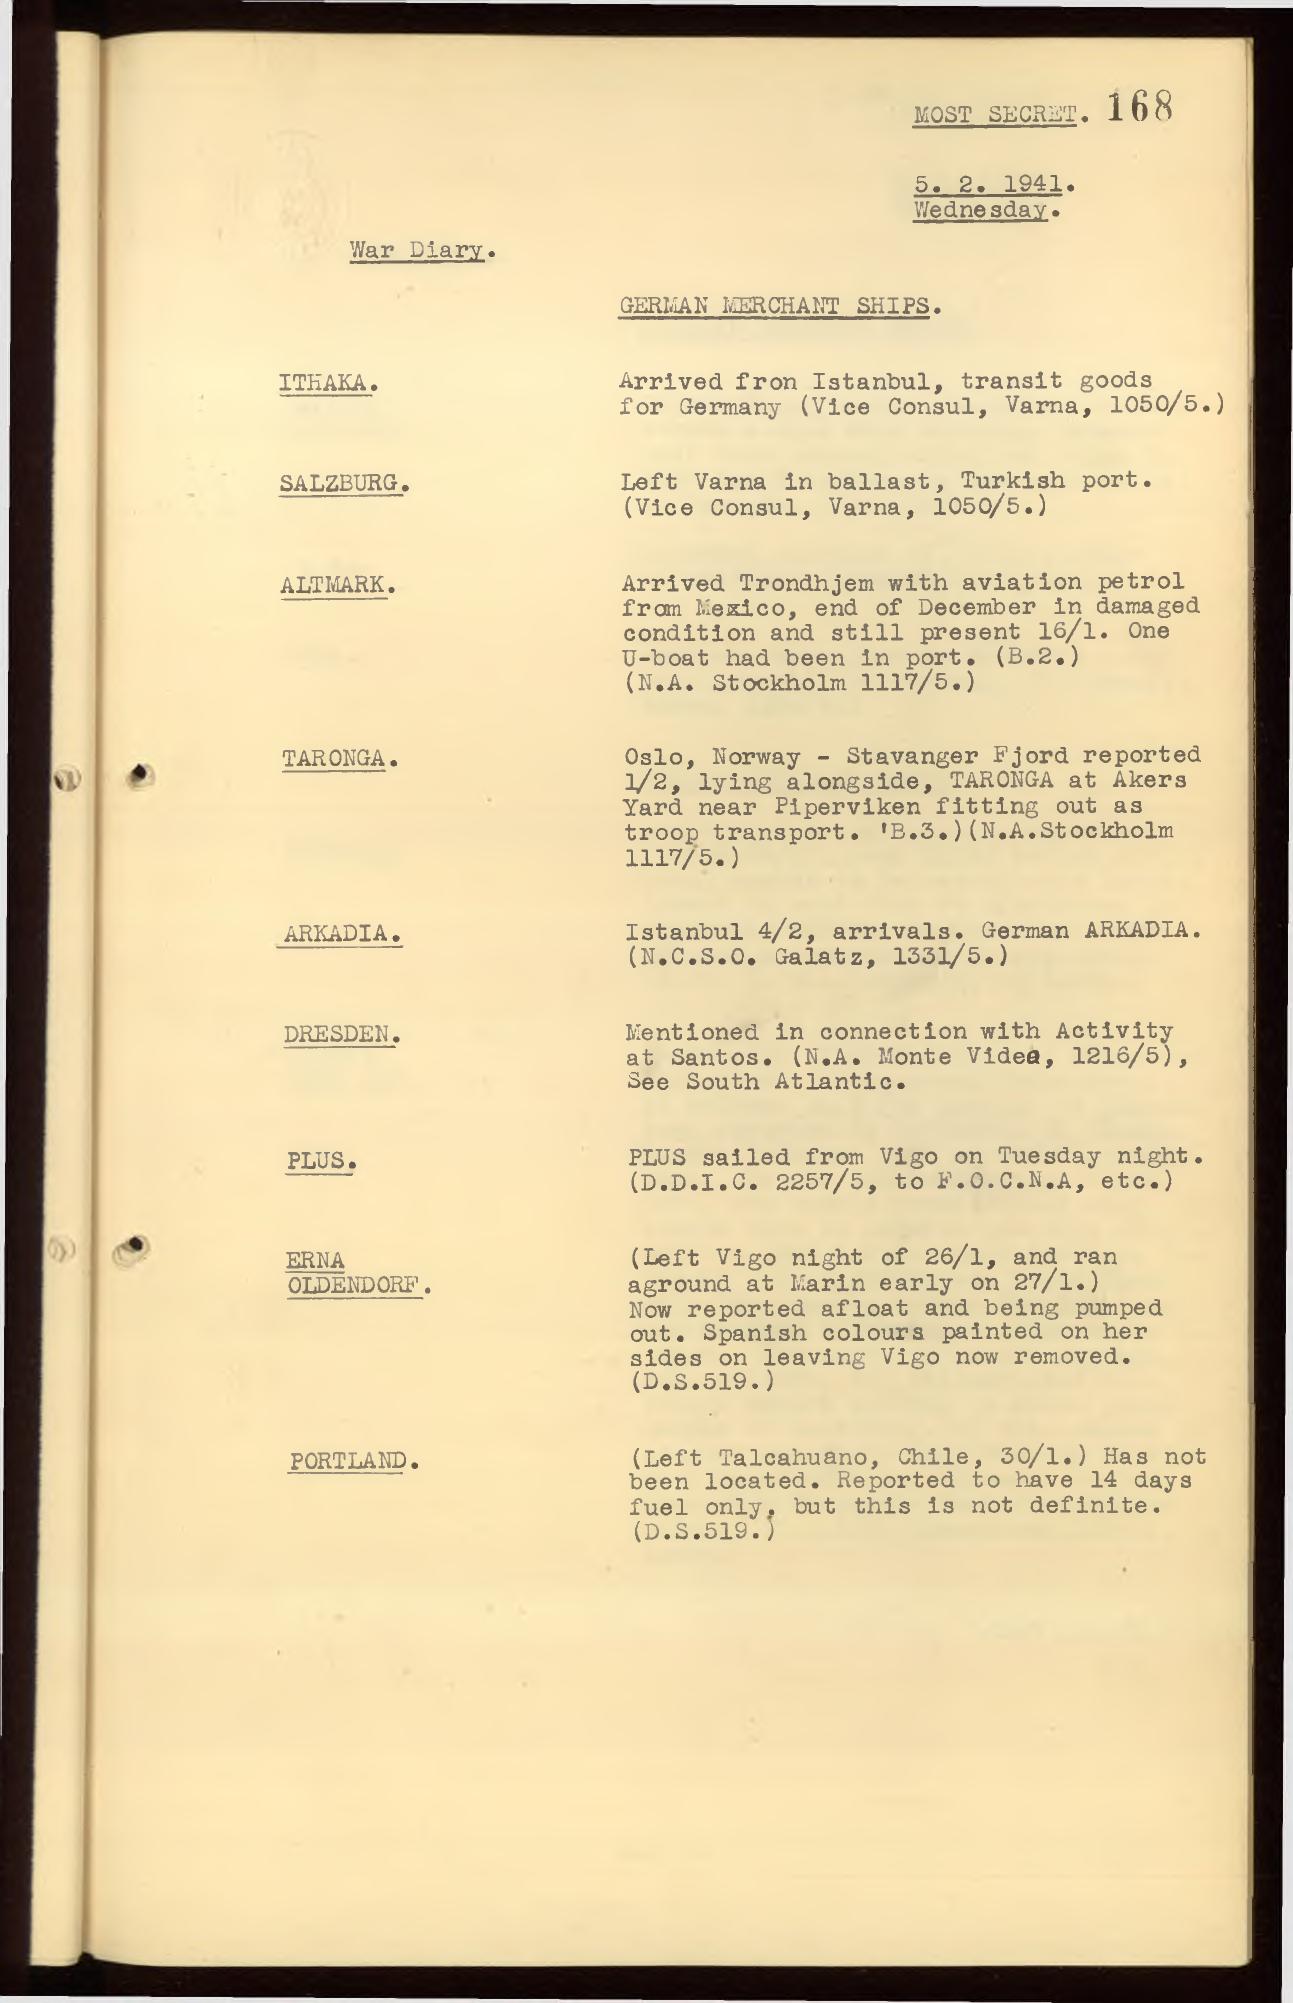 MOST SECRET. 168
5. 2. 1941.
Wednesday.
War Diary.
GERMAN MERCHANT SHIPS.
ITHAKA.
Arrived fron Istanbul, transit goods
for Germany (Vice Consul, Varna, 1050/5.)
SALZBURG.
Left Varna in ballast, Turkish port.
(Vice Consul, Varna, 1050/5.)
ALTMARK.
Arrived Trondhjem with aviation petrol
from Mexico, end of December in damaged
condition and still present 16/1. One
U-boat had been in port. (B.2.)
(N.A. Stockholm 1117/5.)
TARONGA.
Oslo, Norway - Stavanger Fjord reported
1/2, lying alongside, TARONGA at Akers
Yard near Piperviken fitting out as
troop transport. 'B.3.)(N.A.Stockholm
1117/5.)
ARKADIA.
Istanbul 4/2, arrivals. German ARKADIA.
(N.C.S.O. Galatz, 1331/5.)
DRESDEN.
Mentioned in connection with Activity
at Santos. (N.A. Monte Videa, 1216/5),
See South Atlantic.
PLUS.
PLUS sailed from Vigo on Tuesday night.
(D.D.I.C. 2257/5, to F.O.C.N.A, etc.)
ERNA
OLDENDORF.
(Left Vigo night of 26/1, and ran
aground at Marin early on 27/1.)
Now reported afloat and being pumped
out. Spanish colours painted on her
sides on leaving Vigo now removed.
(D.S.519.)
PORTLAND.
(Left Talcahuano, Chile, 30/1.) Has not
been located. Reported to have 14 days
fuel only, but this is not definite.
(D.S.519.)